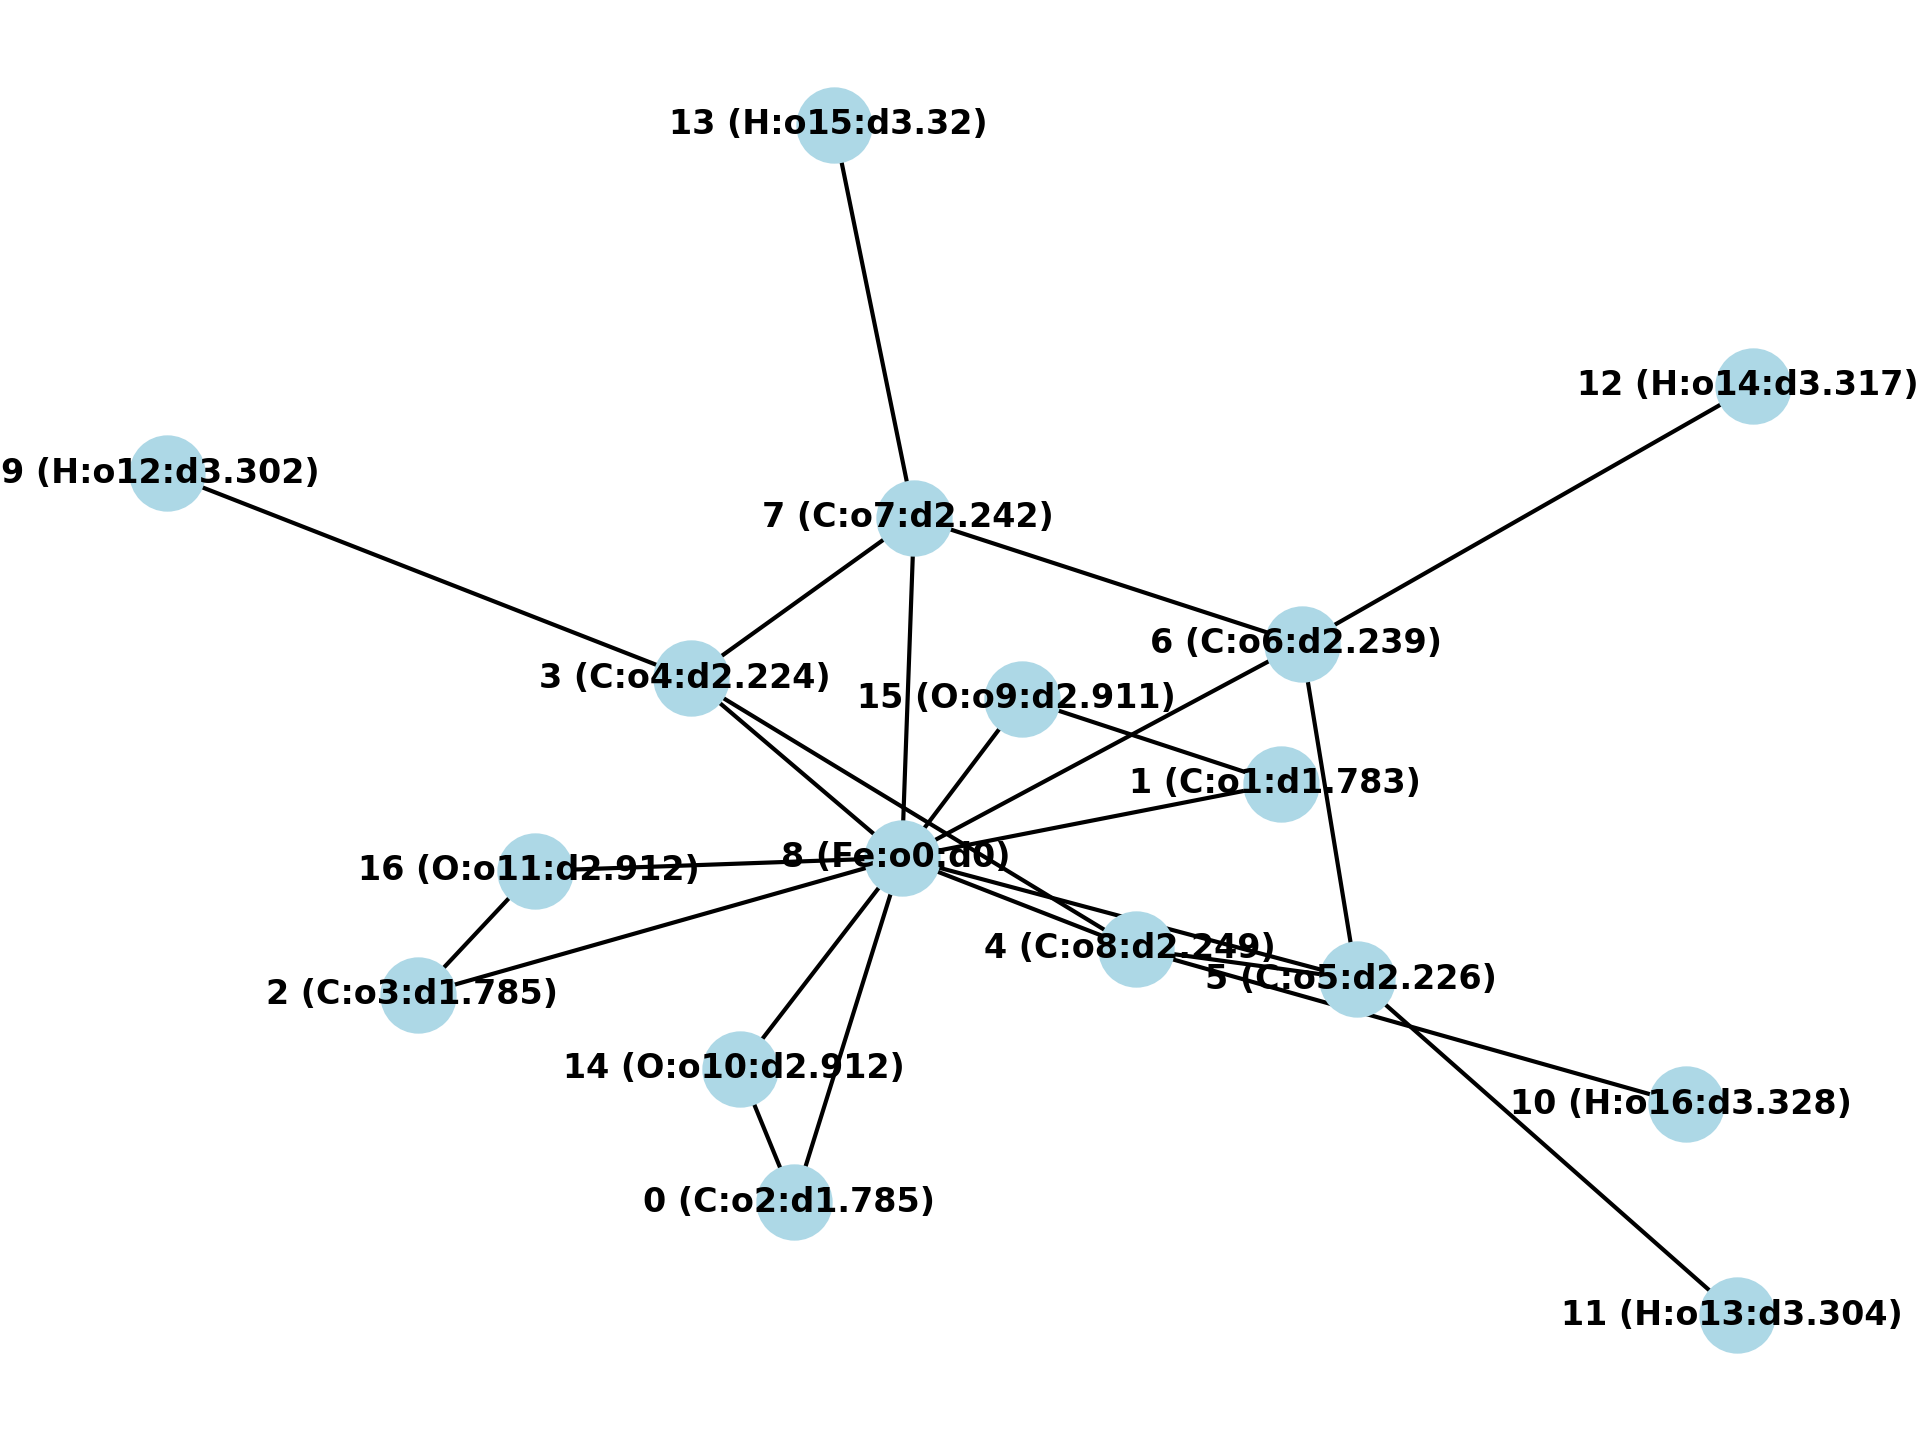 13 (H:o15:d3.32)
12 (H:o14:d3.317)
9 (H:o12:d3.302)
7 (C:o7:d2.242)
6 (C:o6:d2.239)
3 (C:o4:d2.224)
15 (O:o9:d2.911)
1 (C:o1:d1.783)
8 (Fe:o0:d0)
16 (O:o11:d2.912)
4 (C:o8:d2.249)
5 (C:o5:d2.226)
2 (C:o3:d1.785)
14 (O:o10:d2.912)
10 (H:o16:d3.328)
0 (C:o2:d1.785)
11 (H:o13:d3.304)